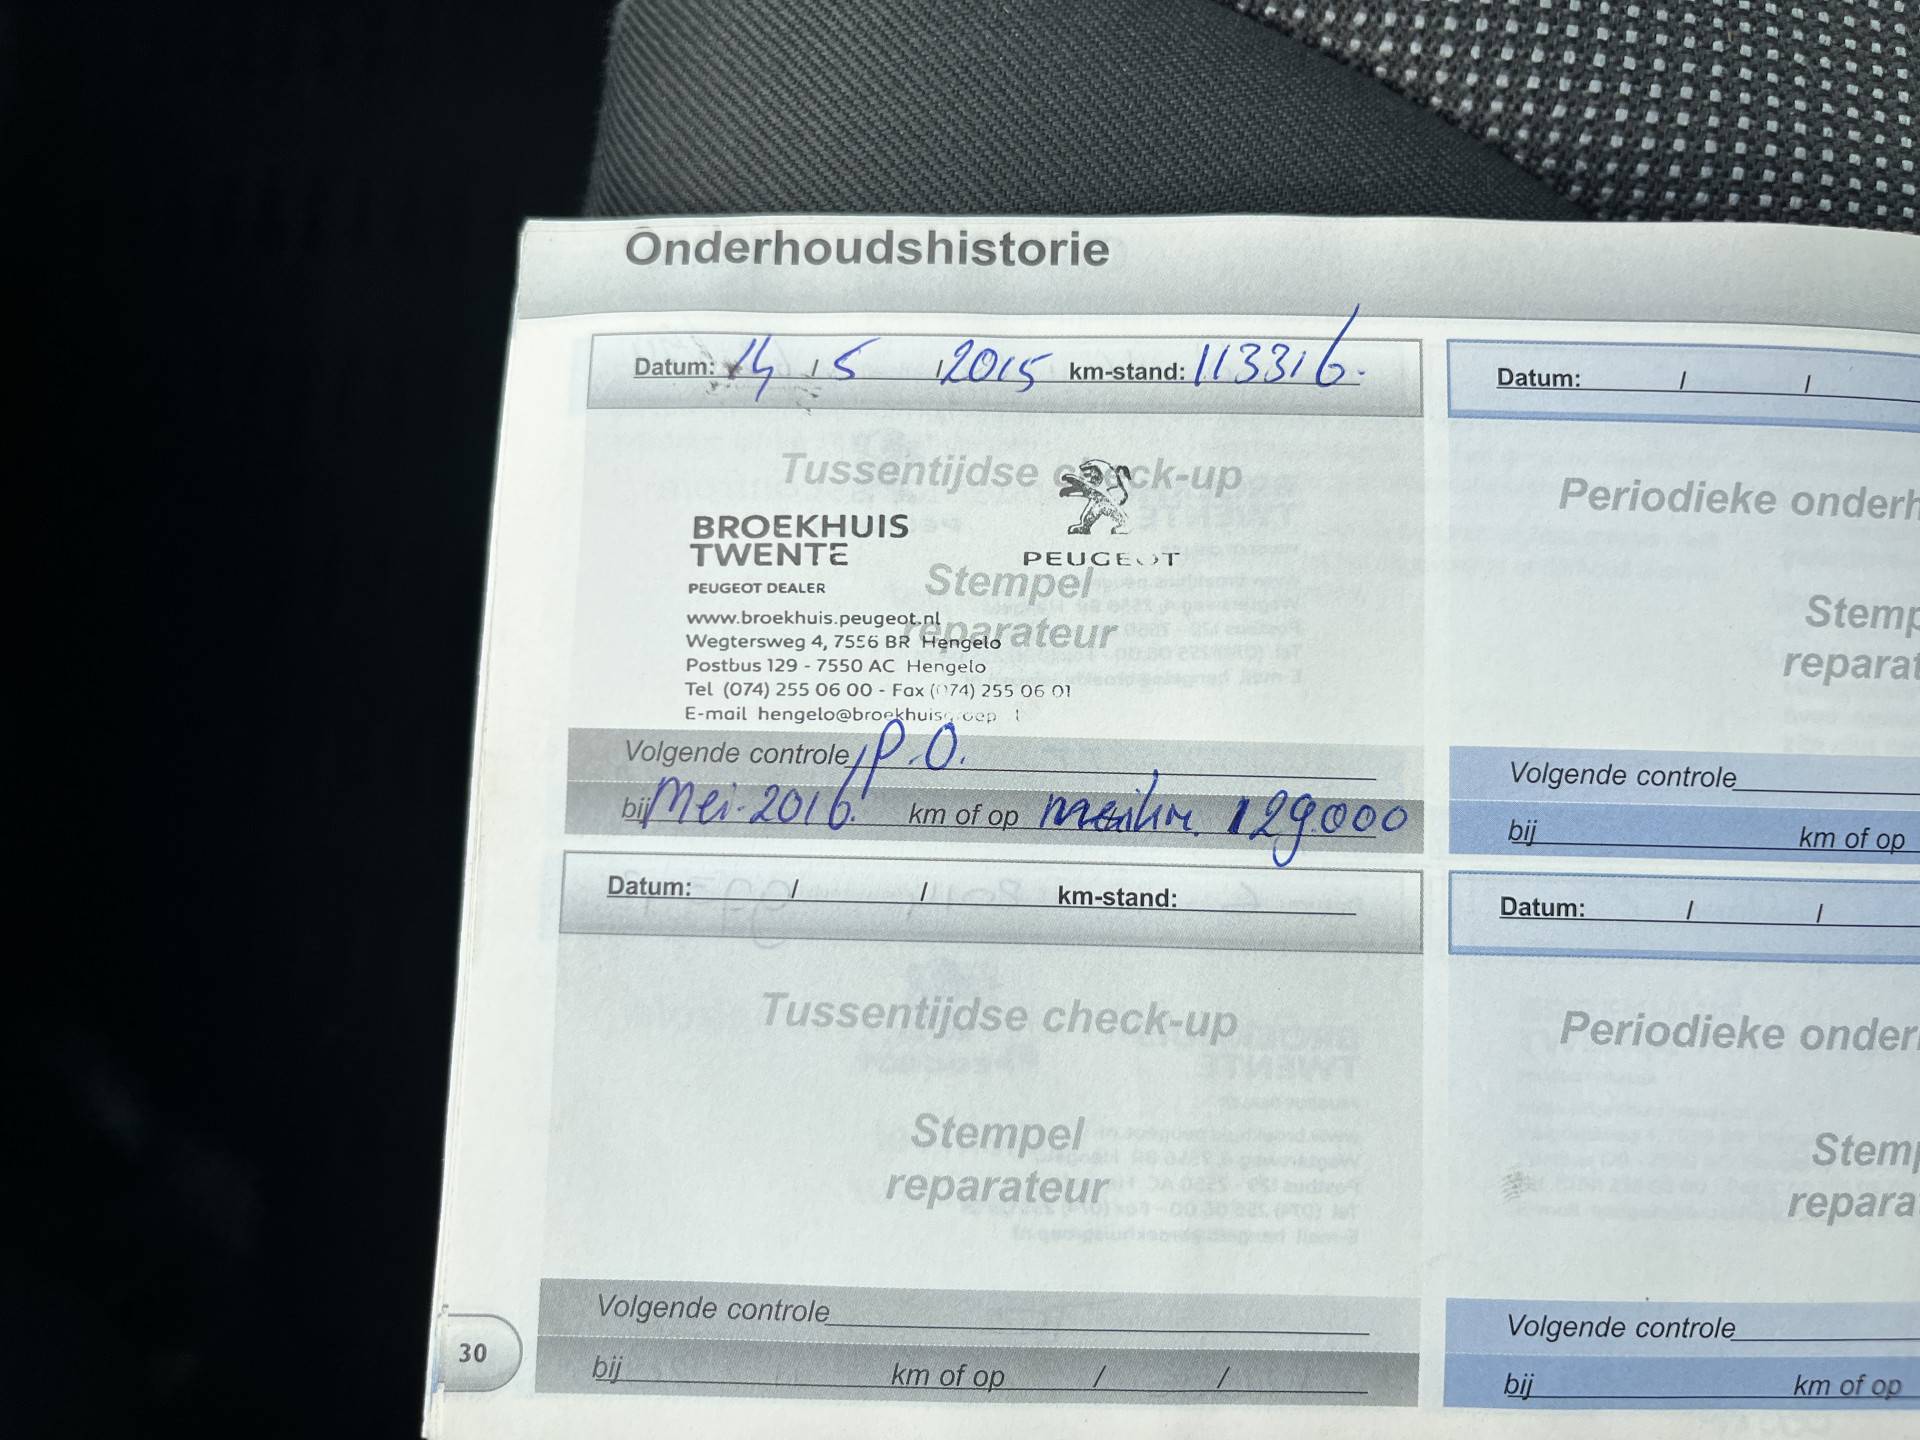 Onderhoudshistorie
Datum: 14 / 5 / 2015 km-stand: 113316.
Tussentijdse check-up
BROEKHUIS
TWENTE
PEUGEOT
PEUGEOT DEALER
Stempel
reparateur
www.broekhuis.peugeot.nl
Wegtersweg 4, 7556 BR Hengelo
Postbus 129 - 7550 AC Hengelo
Tel (074) 255 06 00 - Fax (074) 255 06 01
E-mail hengelo@broekhuisgroep
Volgende controle P.O.
bij Mei-2016. km of op 129.000
Datum: / / km-stand:
Tussentijdse check-up
Stempel
reparateur
Volgende controle
bij km of op / /
30
Datum: / /
Periodieke onderh
Stemp
reparat
Volgende controle
bij km of op
Datum: / /
Periodieke onder
Stemp
repara
Volgende controle
bij km of op